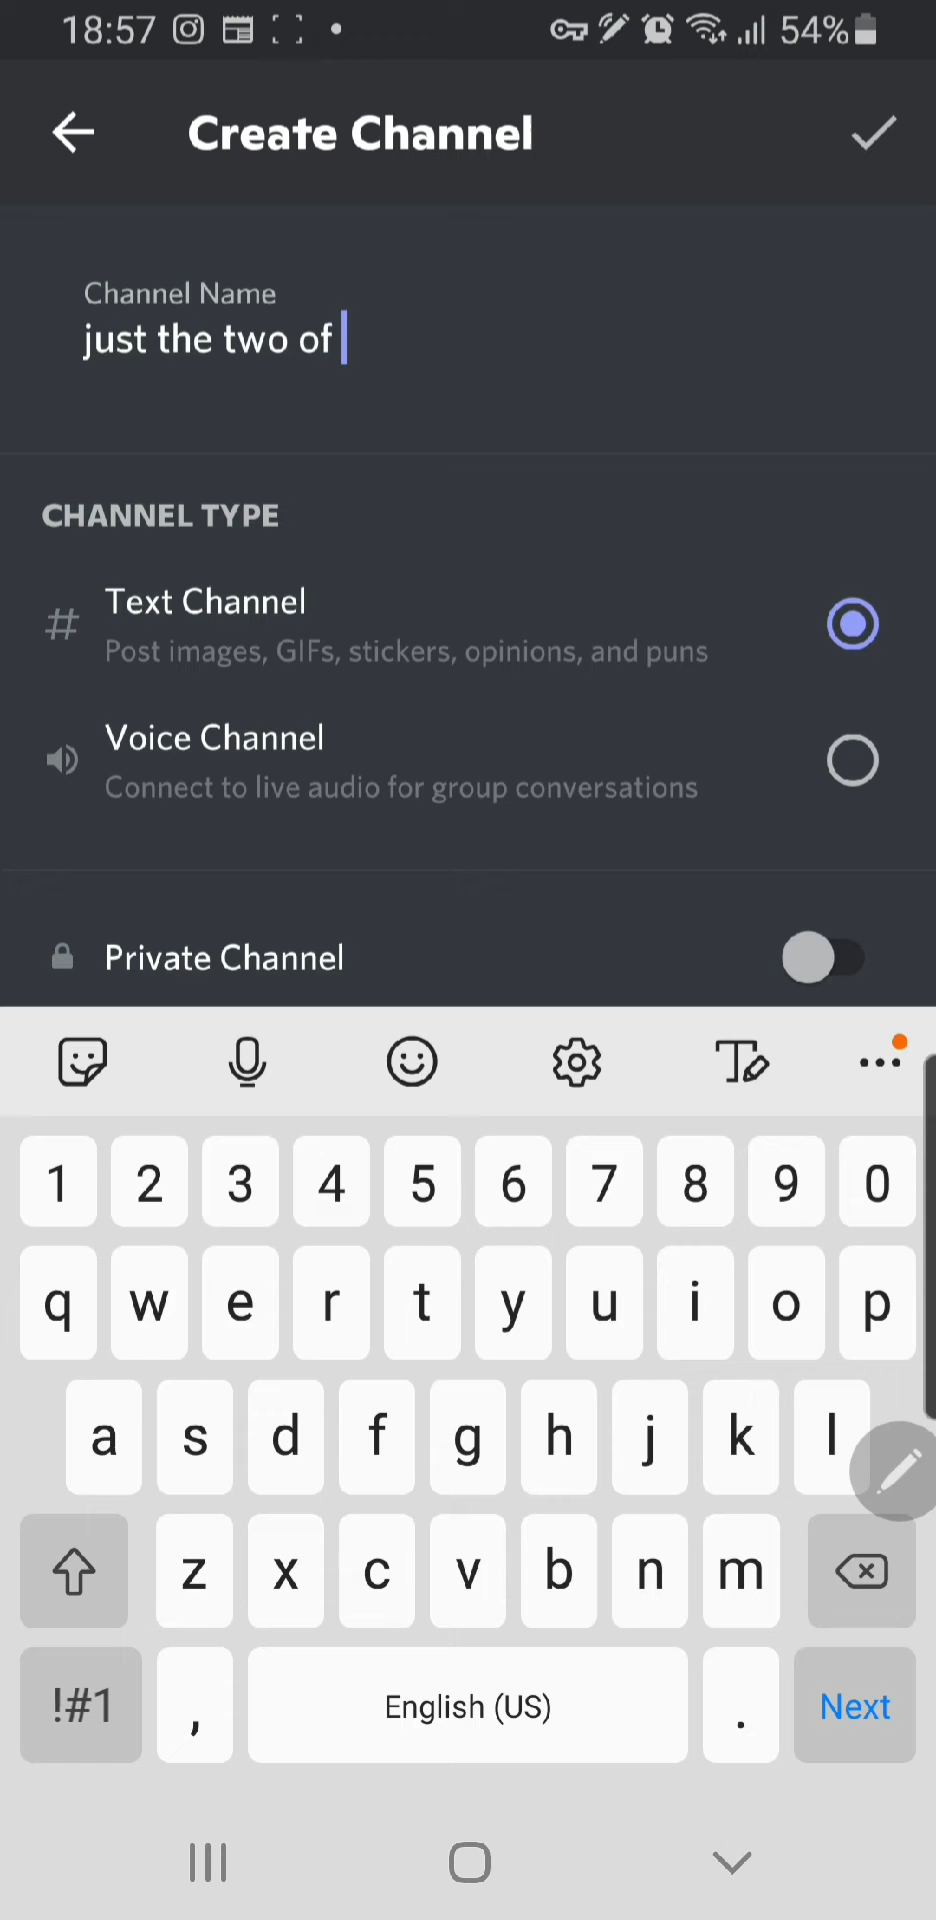 18:57 54%
Create Channel
Channel Name
just the two of
CHANNEL TYPE
# Text Channel
Post images, GIFs, stickers, opinions, and puns
Voice Channel
Connect to live audio for group conversations
Private Channel
1 2 3 4 5 6 7 8 9 0
q w e r t y u i o p
a s d f g h j k l
z x c v b n m
!#1 , English (US) . Next